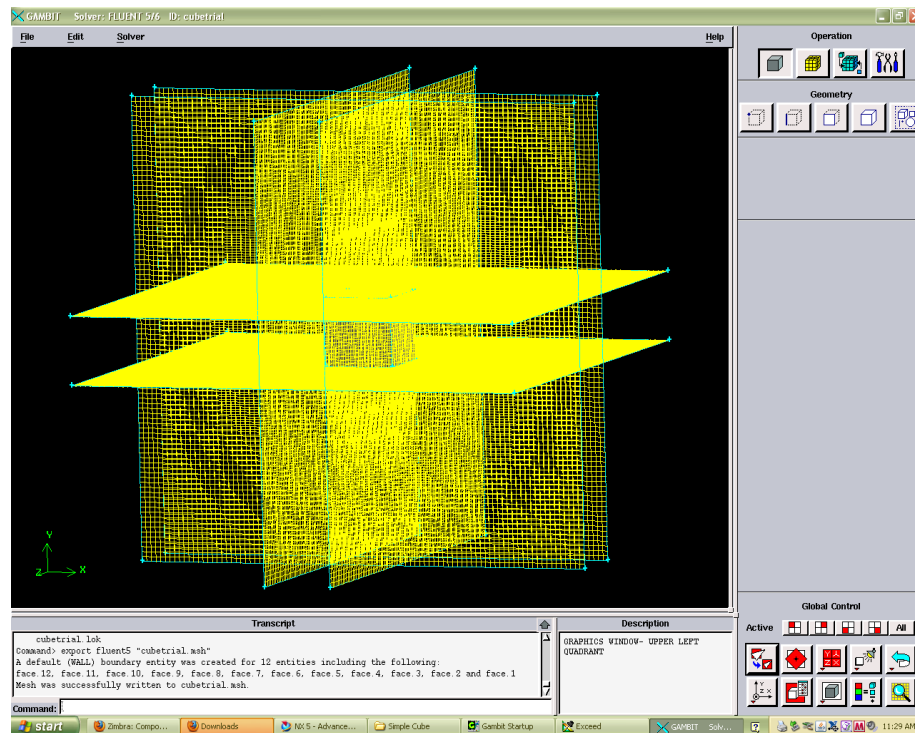 GAMBIT Solver: FLUENT 5/6 ID: cubetrial
File Edit Solver Help
Operation
Geometry
Y
Z X
Global Control
Active All
Transcript
cubetrial.lok
Command> export fluent5 "cubetrial.msh"
A default (WALL) boundary entity was created for 12 entities including the following:
face.12, face.11, face.10, face.9, face.8, face.7, face.6, face.5, face.4, face.3, face.2 and face.1
Mesh was successfully written to cubetrial.msh.
Command:
Description
GRAPHICS WINDOW- UPPER LEFT
QUADRANT
start Zimbra: Compo... Downloads NX 5 - Advance... Simple Cube Gambit Startup Exceed GAMBIT Solv... 11:29 AM